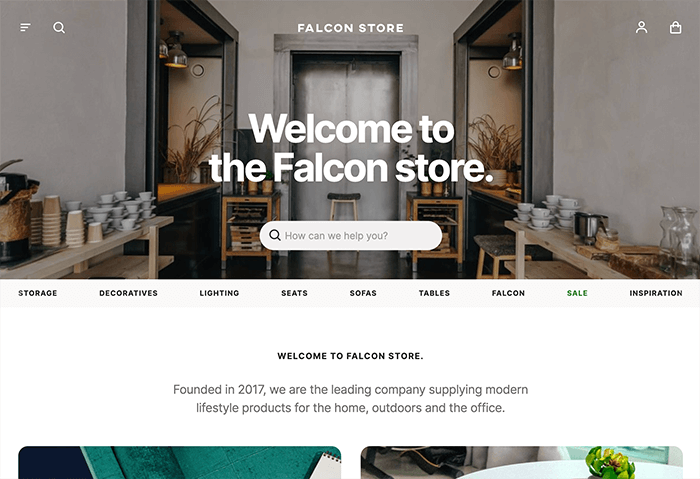 FALCON STORE
Welcome to
the Falcon store.
How can we help you?
STORAGE DECORATIVES LIGHTING SEATS SOFAS TABLES FALCON SALE INSPIRATION
WELCOME TO FALCON STORE.
Founded in 2017, we are the leading company supplying modern
lifestyle products for the home, outdoors and the office.